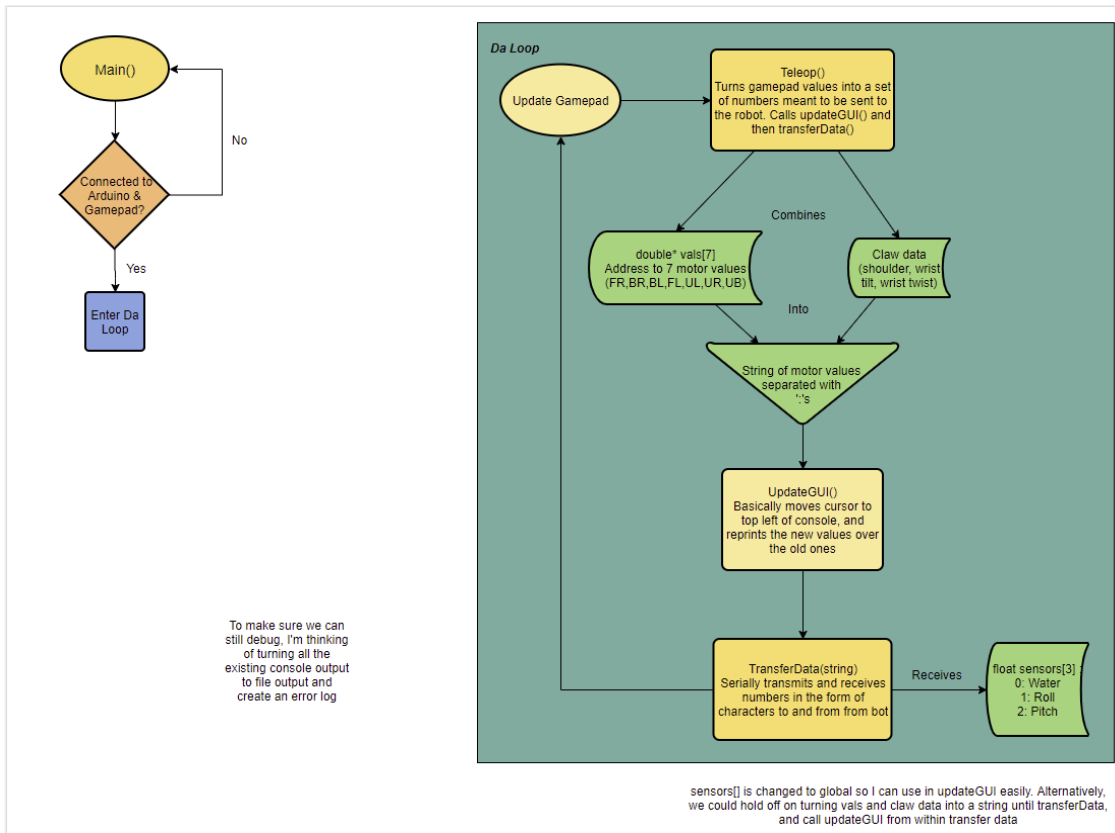 Main()
No
Connected to
Arduino &
Gamepad?
Yes
Enter Da
Loop
To make sure we can
still debug, I'm thinking
of turning all the
existing console output
to file output and
create an error log
Da Loop
Update Gamepad
Teleop()
Turns gamepad values into a set
of numbers meant to be sent to
the robot. Calls updateGUI() and
then transferData()
Combines
double* vals[7]
Address to 7 motor values
(FR,BR,BL,FL,UL,UR,UB)
Claw data
(shoulder, wrist
tilt, wrist twist)
Into
String of motor values
separated with
':'s
UpdateGUI()
Basically moves cursor to
top left of console, and
reprints the new values over
the old ones
TransferData(string)
Serially transmits and receives
numbers in the form of
characters to and from from bot
Receives
float sensors[3] :
0: Water
1: Roll
2: Pitch
sensors[] is changed to global so I can use in updateGUI easily. Alternatively,
we could hold off on turning vals and claw data into a string until transferData,
and call updateGUI from within transfer data